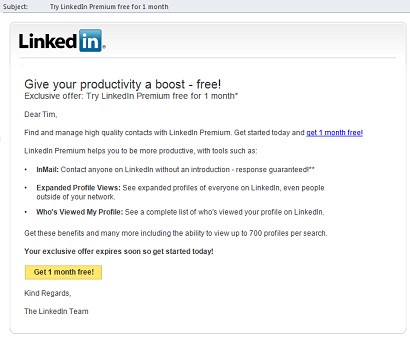 Subject: Try LinkedIn Premium free for 1 month
Linked in®
Give your productivity a boost - free!
Exclusive offer: Try LinkedIn Premium free for 1 month*
Dear Tim,
Find and manage high quality contacts with LinkedIn Premium. Get started today and get 1 month free!
LinkedIn Premium helps you to be more productive, with tools such as:
• InMail: Contact anyone on LinkedIn without an introduction - response guaranteed!**
• Expanded Profile Views: See expanded profiles of everyone on LinkedIn, even people
outside of your network.
• Who's Viewed My Profile: See a complete list of who's viewed your profile on LinkedIn.
Get these benefits and many more including the ability to view up to 700 profiles per search.
Your exclusive offer expires soon so get started today!
Get 1 month free!
Kind Regards,
The LinkedIn Team